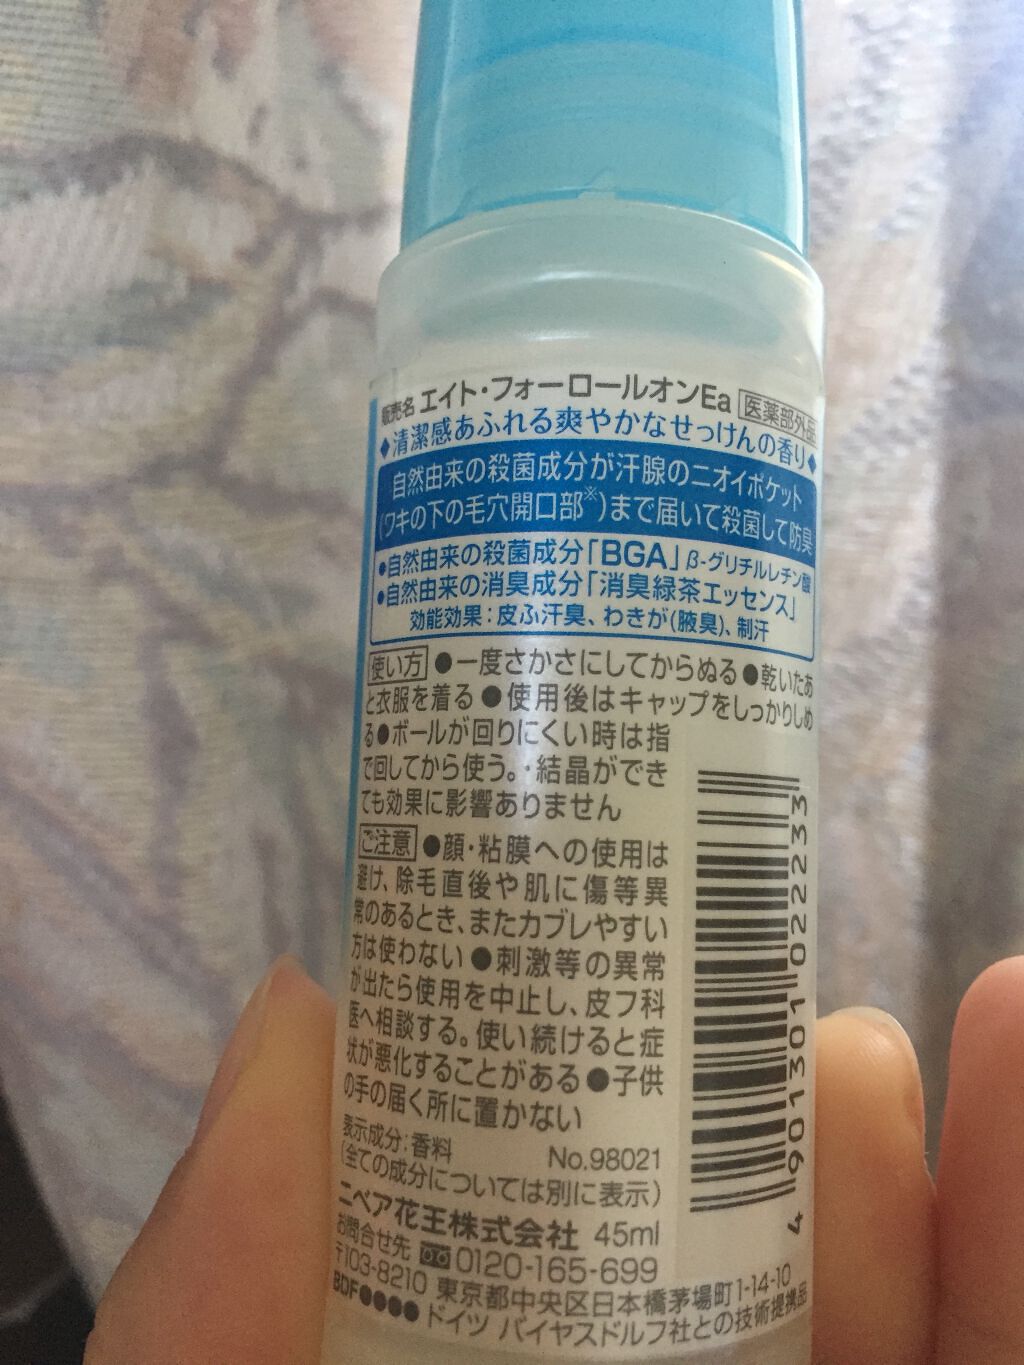 販売名 エイト・フォーロールオンEa 医薬部外品
◆清潔感あふれる爽やかなせっけんの香り◆
自然由来の殺菌成分が汗腺のニオイポケット
(ワキの下の毛穴開口部※)まで届いて殺菌して防臭
●自然由来の殺菌成分「BGA」β-グリチルレチン酸
●自然由来の消臭成分「消臭緑茶エッセンス」
効能効果:皮ふ汗臭、わきが(腋臭)、制汗
使い方 ●一度さかさにしてからぬる●乾いたあ
と衣服を着る ●使用後はキャップをしっかりしめ
る●ボールが回りにくい時は指
で回してから使う。・結晶ができ
ても効果に影響ありません
ご注意 ●顔・粘膜への使用は
避け、除毛直後や肌に傷等異
常のあるとき、またカブレやすい
方は使わない ●刺激等の異常
が出たら使用を中止し、皮フ科
医へ相談する。使い続けると症
状が悪化することがある ●子供
の手の届く所に置かない
表示成分:香料 No.98021
(全ての成分については別に表示)
ニベア花王株式会社 45ml
お問合せ先 0120-165-699
〒103-8210 東京都中央区日本橋茅場町1-14-10
BDF●●●● ドイツ バイヤスドルフ社との技術提携品
4 901301 022233